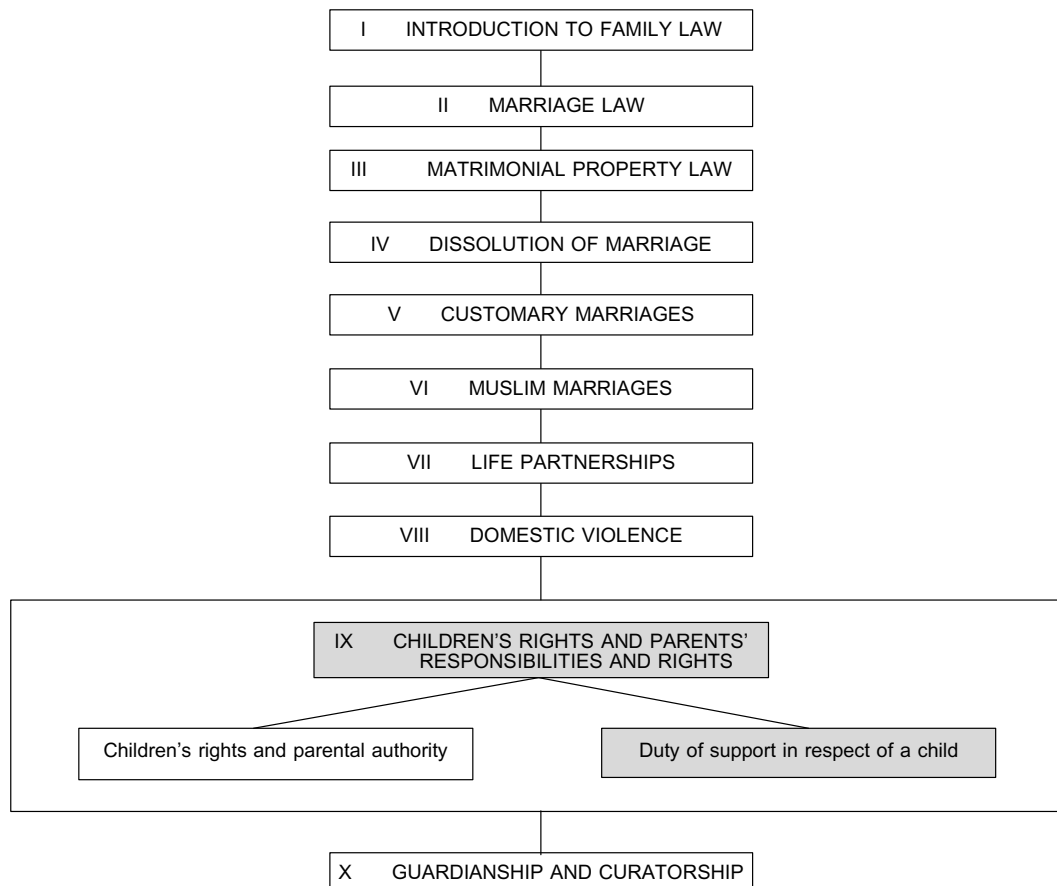 I INTRODUCTION TO FAMILY LAW
II MARRIAGE LAW
III MATRIMONIAL PROPERTY LAW
IV DISSOLUTION OF MARRIAGE
V CUSTOMARY MARRIAGES
VI MUSLIM MARRIAGES
VII LIFE PARTNERSHIPS
VIII DOMESTIC VIOLENCE
IX CHILDREN’S RIGHTS AND PARENTS’
RESPONSIBILITIES AND RIGHTS
Children’s rights and parental authority
Duty of support in respect of a child
X GUARDIANSHIP AND CURATORSHIP